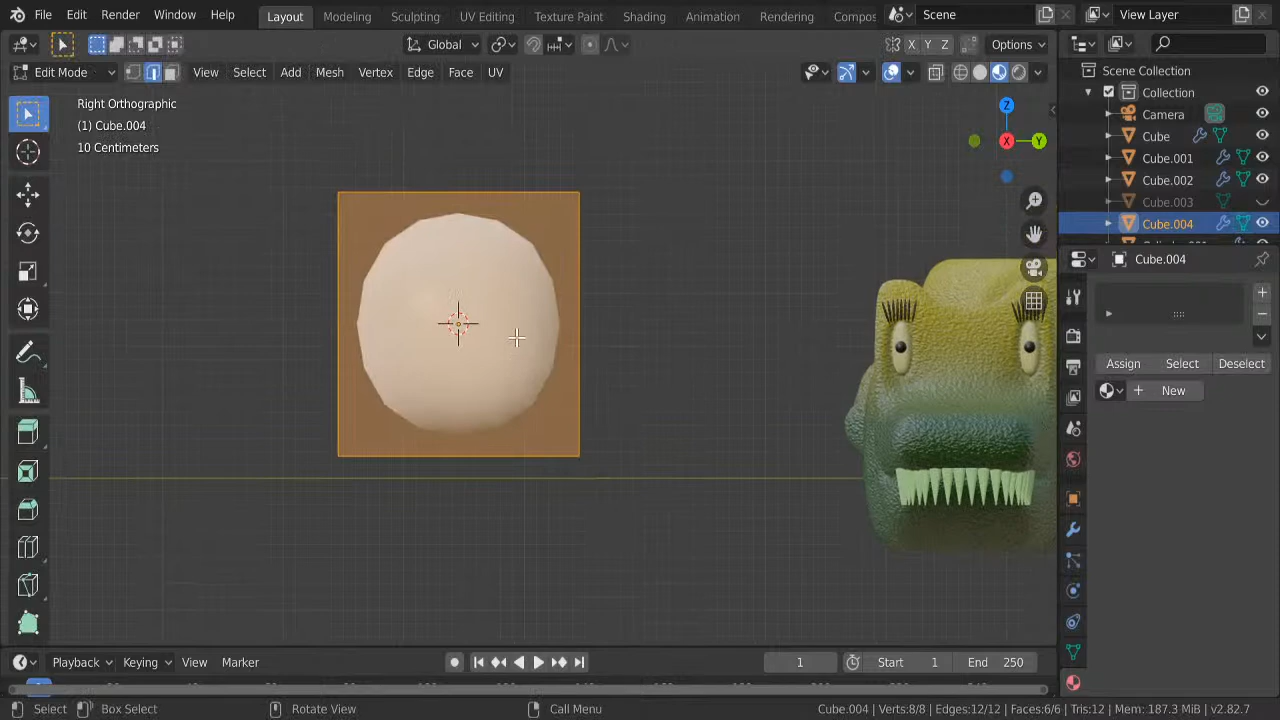 File Edit Render Window Help Layout Modeling Sculpting UV Editing Texture Paint Shading Animation Rendering Compos Scene View Layer
Global Options
Edit Mode View Select Add Mesh Vertex Edge Face UV
X Y Z
Right Orthographic
(1) Cube.004
10 Centimeters
Z
X
Y
Scene Collection
Collection
Camera
Cube
Cube.001
Cube.002
Cube.003
Cube.004
Cube.004
Assign Select Deselect
New
Playback Keying View Marker 1 Start 1 End 250
Select Box Select Rotate View Call Menu Cube.004 | Verts:8/8 | Edges:12/12 | Faces:6/6 | Tris:12 | Mem: 187.3 MiB | v2.82.7